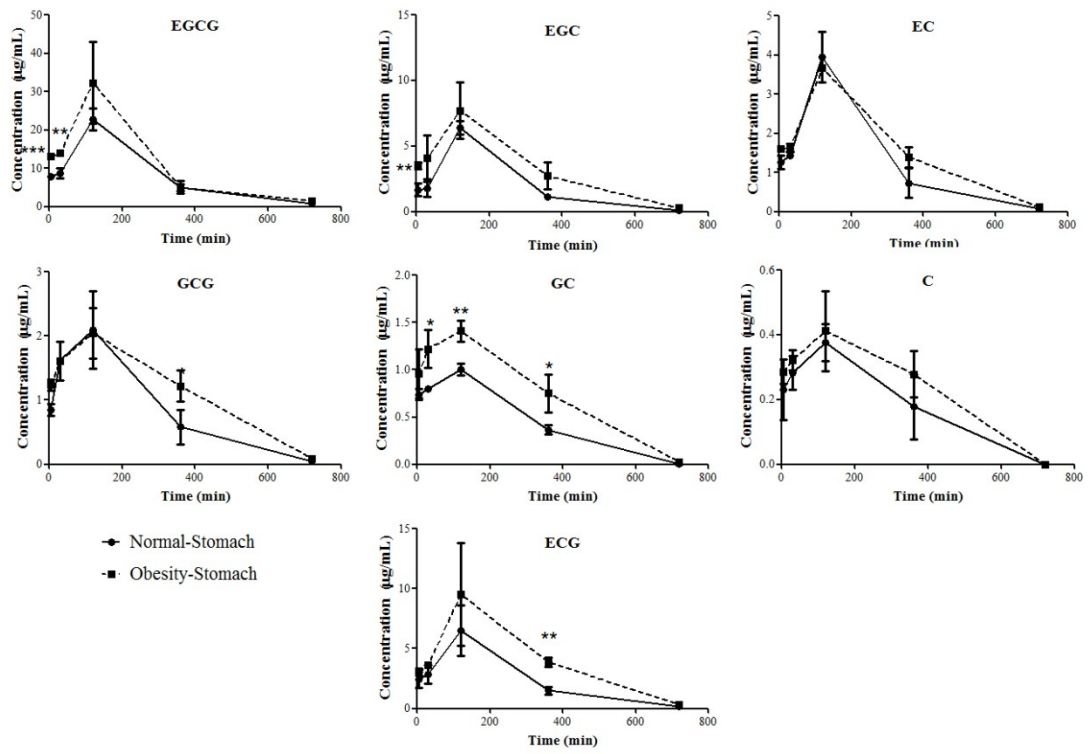 EGCG
Concentration (µg/mL)
50
40
30
20
10
0
***
**
0 200 400 600 800
Time (min)
EGC
Concentration (µg/mL)
15
10
5
0
**
0 200 400 600 800
Time (min)
EC
Concentration (µg/mL)
5
4
3
2
1
0
0 200 400 600 800
Time (min)
GCG
Concentration (µg/mL)
3
2
1
0
*
0 200 400 600 800
Time (min)
GC
Concentration (µg/mL)
2.0
1.5
1.0
0.5
0.0
*
**
*
0 200 400 600 800
Time (min)
C
Concentration (µg/mL)
0.6
0.4
0.2
0.0
0 200 400 600 800
Time (min)
Normal-Stomach
Obesity-Stomach
ECG
Concentration (µg/mL)
15
10
5
0
**
0 200 400 600 800
Time (min)